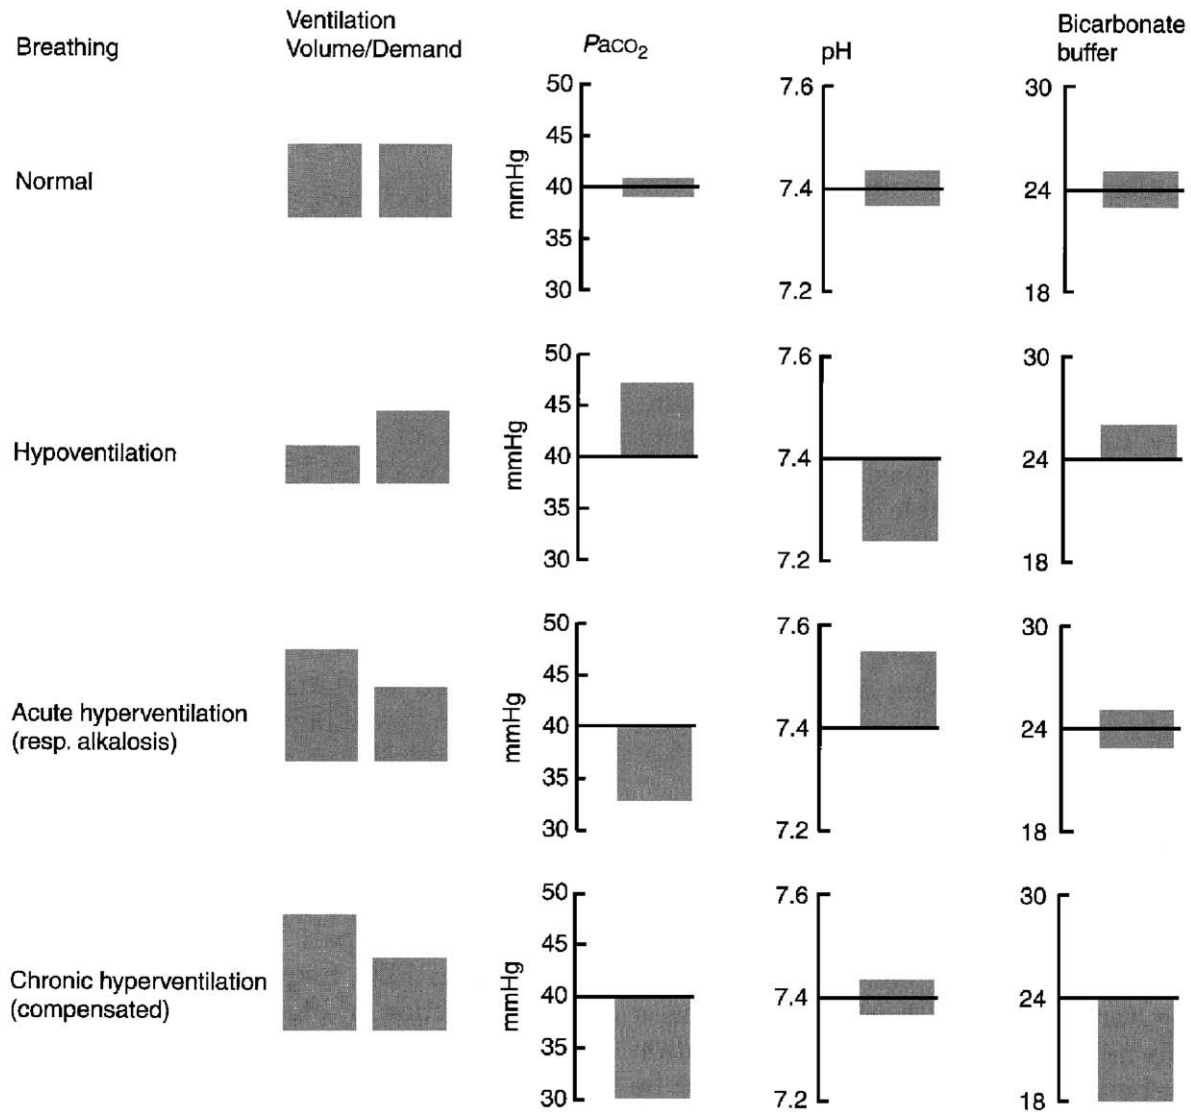 Breathing
Ventilation
Volume/Demand
Paco2
pH
Bicarbonate
buffer
Normal
mmHg
50
45
40
35
30
7.6
7.4
7.2
30
24
18
Hypoventilation
mmHg
50
45
40
35
30
7.6
7.4
7.2
30
24
18
Acute hyperventilation
(resp. alkalosis)
mmHg
50
45
40
35
30
7.6
7.4
7.2
30
24
18
Chronic hyperventilation
(compensated)
mmHg
50
45
40
35
30
7.6
7.4
7.2
30
24
18